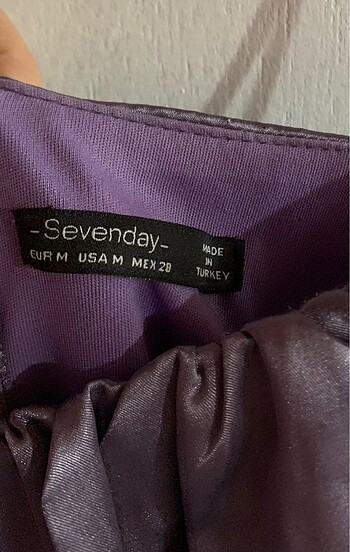 -Sevenday-
EUR M USA M MEX 28
MADE
IN
TURKEY